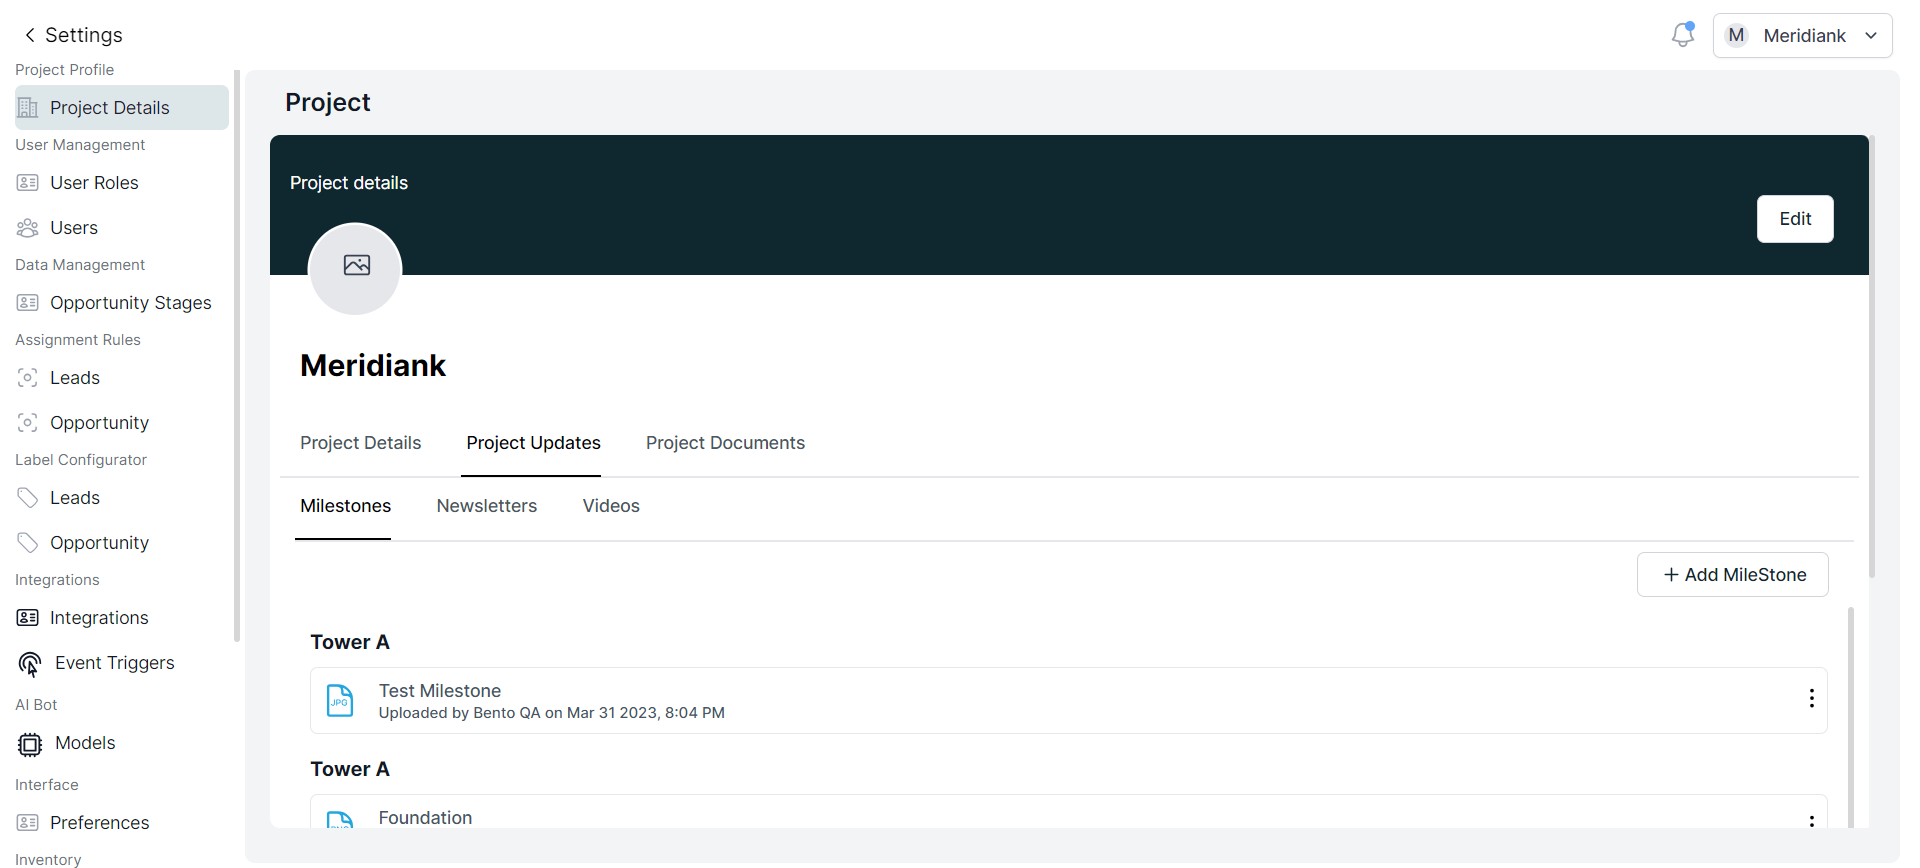 Settings
M Meridiank
Project Profile
Project Details
User Management
User Roles
Users
Data Management
Opportunity Stages
Assignment Rules
Leads
Opportunity
Label Configurator
Leads
Opportunity
Integrations
Integrations
Event Triggers
AI Bot
Models
Interface
Preferences
Inventory
Project
Project details
Edit
Meridiank
Project Details Project Updates Project Documents
Milestones Newsletters Videos
+ Add MileStone
Tower A
JPG
Test Milestone
Uploaded by Bento QA on Mar 31 2023, 8:04 PM
Tower A
Foundation